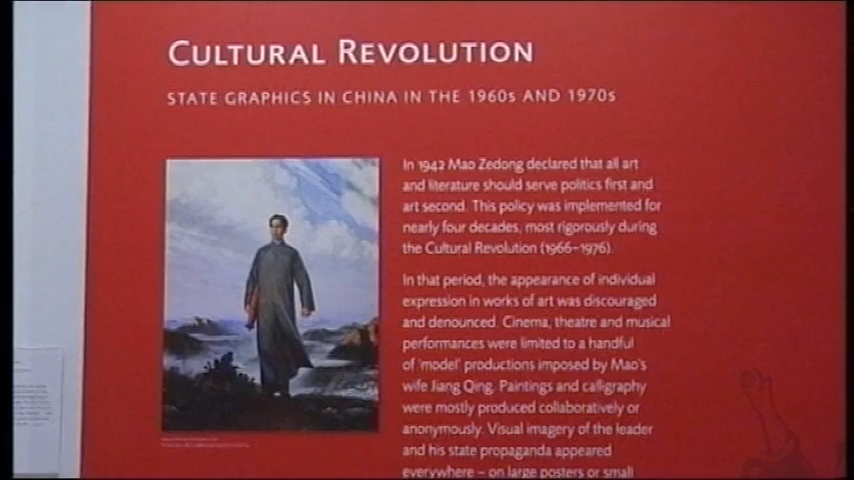 CULTURAL REVOLUTION
STATE GRAPHICS IN CHINA IN THE 1960s AND 1970s
In 1942 Mao Zedong declared that all art
and literature should serve politics first and
art second. This policy was implemented for
nearly four decades, most rigorously during
the Cultural Revolution (1966–1976).
In that period, the appearance of individual
expression in works of art was discouraged
and denounced. Cinema, theatre and musical
performances were limited to a handful
of 'model' productions imposed by Mao's
wife Jiang Qing. Paintings and calligraphy
were mostly produced collaboratively or
anonymously. Visual imagery of the leader
and his state propaganda appeared
everywhere – on large posters or small